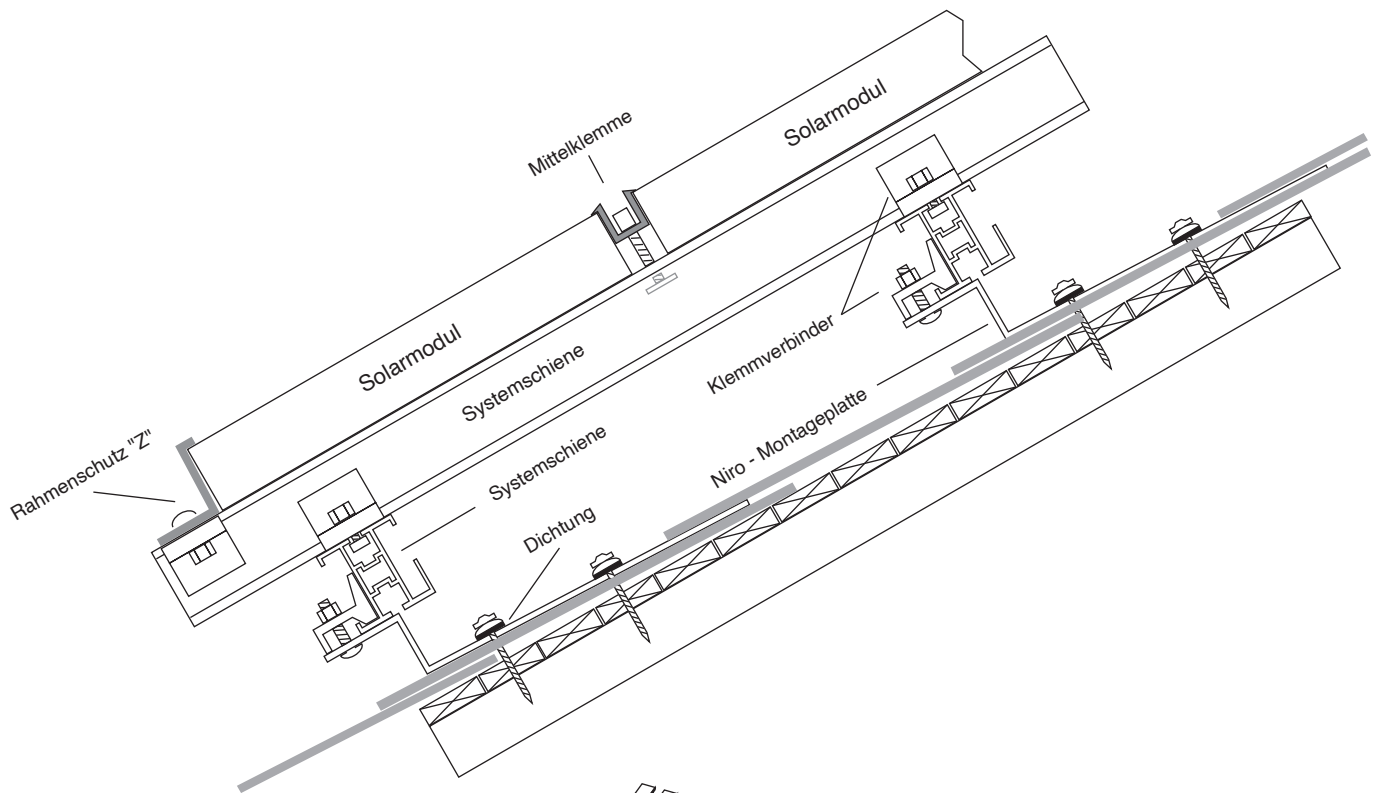 Solarmodul
Mittelklemme
Solarmodul
Systemschiene
Klemmverbinder
Rahmenschutz "Z"
Systemschiene
Niro - Montageplatte
Dichtung